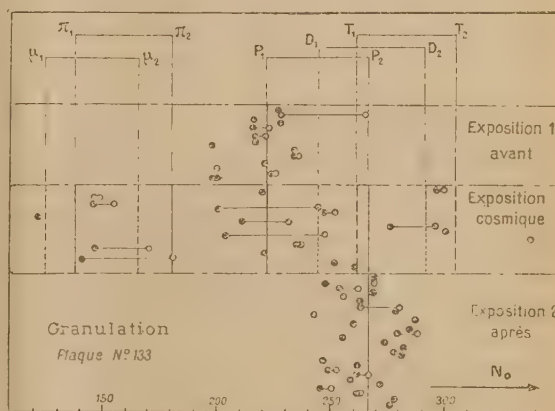 π₁ π₂ T₁ T₂
μ₁ μ₂ P₁ D₁ P₂ D₂
Exposition 1
avant
Exposition
cosmique
Exposition 2
après
Granulation
Plaque N° 133
N₀
100 150 200 250 300